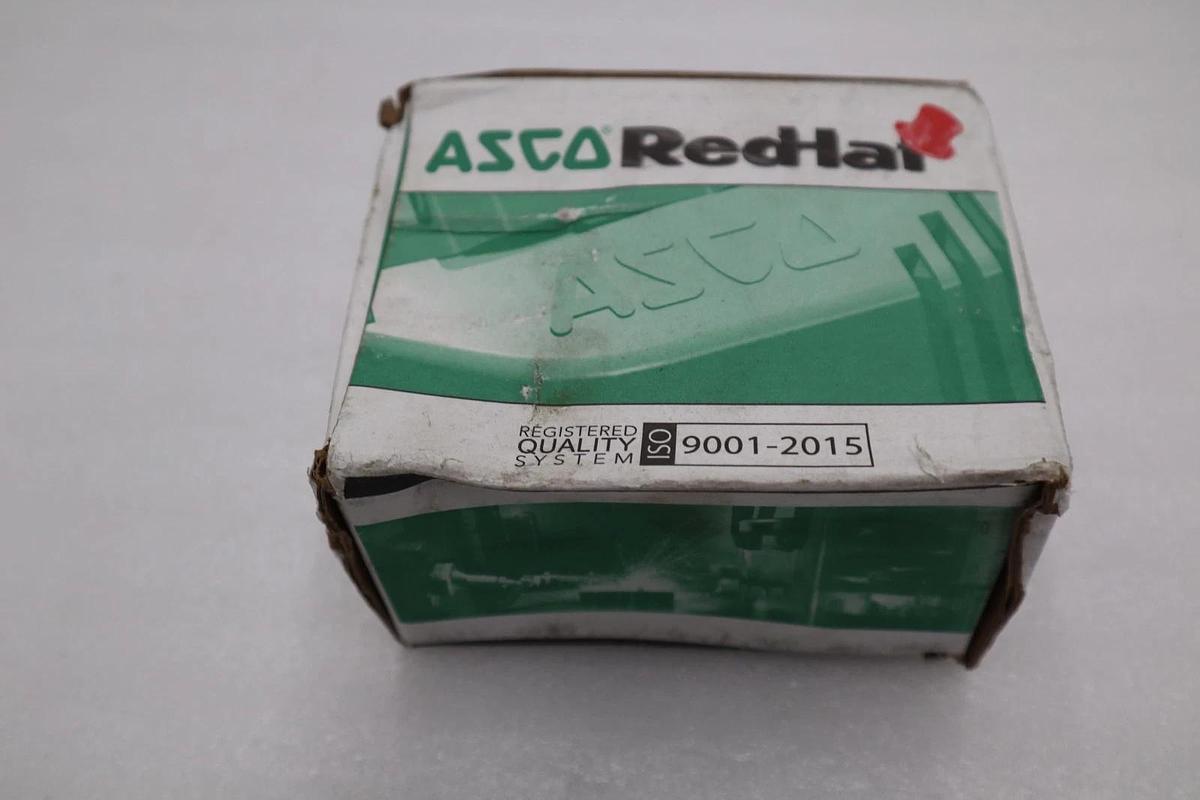 ASCO® RedHat
ASCO
REGISTERED
QUALITY
SYSTEM
ISO
9001-2015